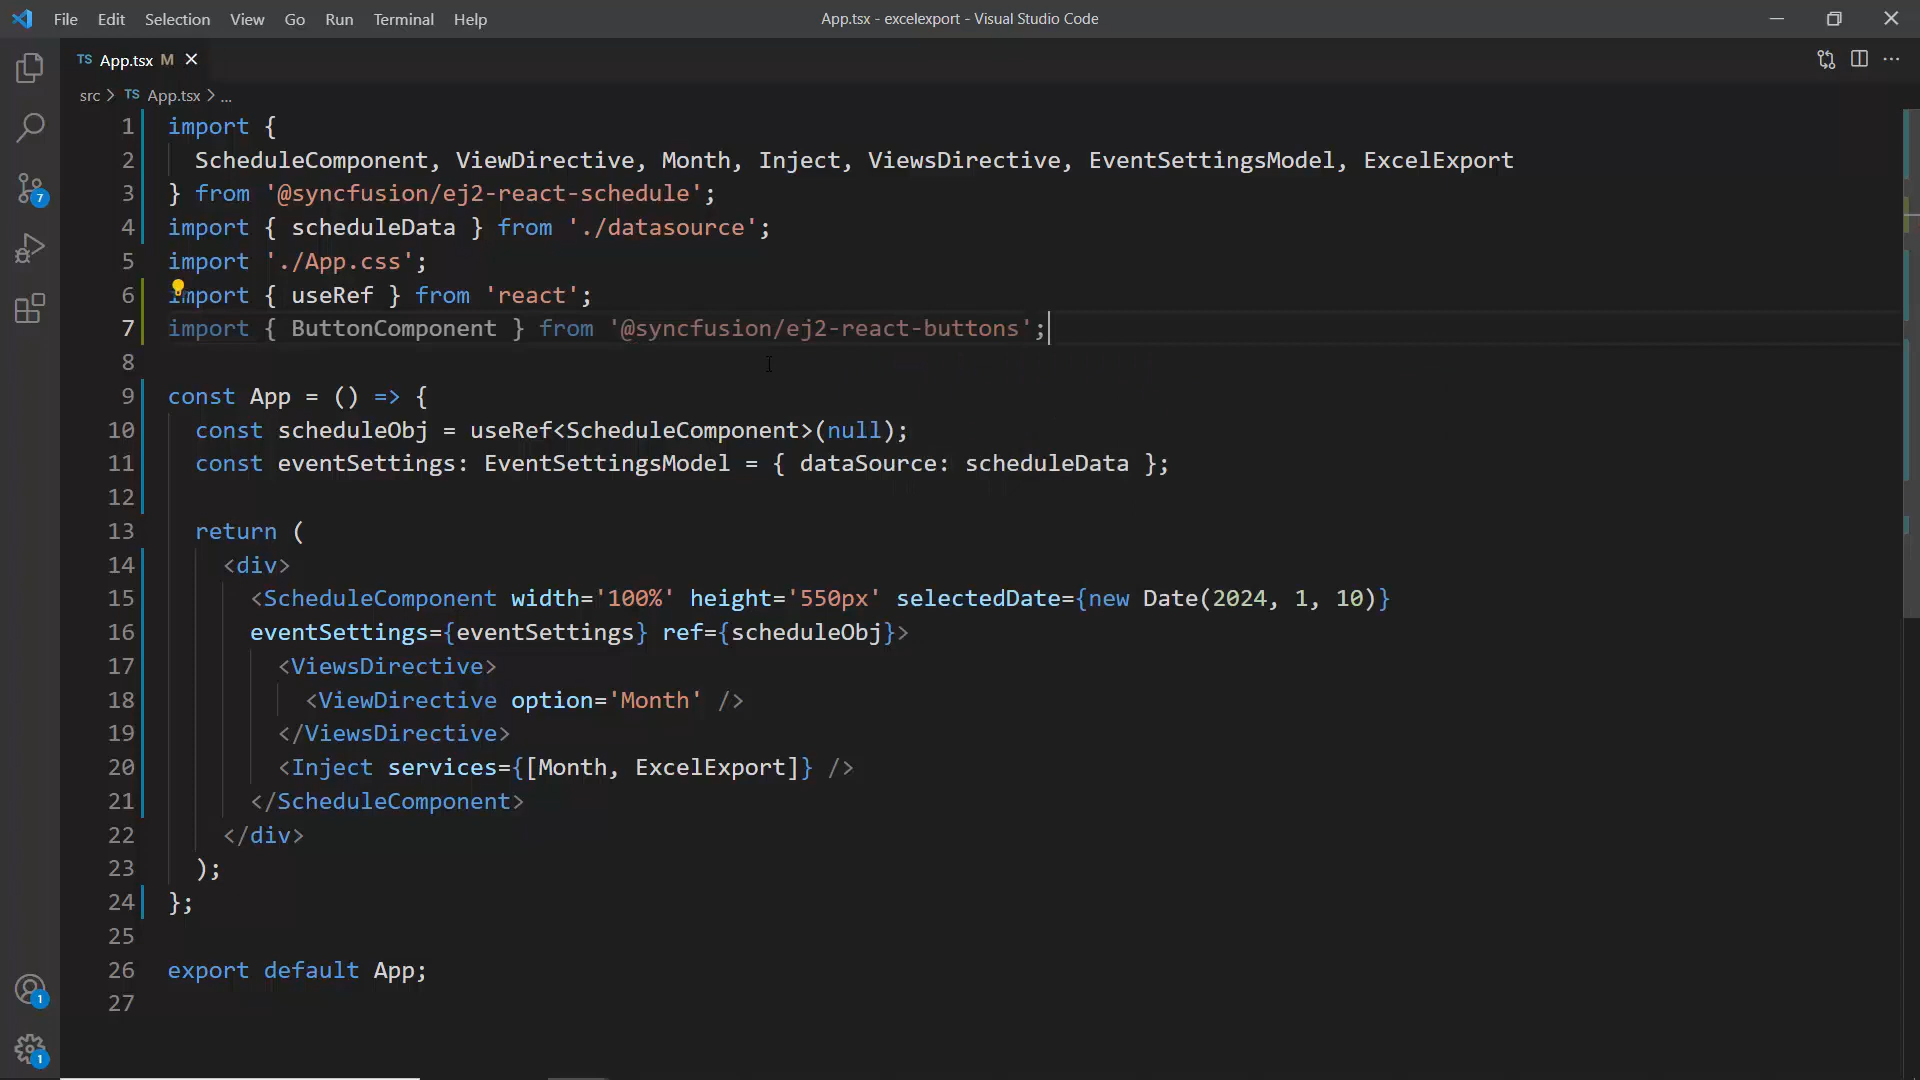 File Edit Selection View Go Run Terminal Help App.tsx - excelexport - Visual Studio Code
TS App.tsx M
src > TS App.tsx > ...
1 import {
2 ScheduleComponent, ViewDirective, Month, Inject, ViewsDirective, EventSettingsModel, ExcelExport
3 } from '@syncfusion/ej2-react-schedule';
4 import { scheduleData } from './datasource';
5 import './App.css';
6 import { useRef } from 'react';
7 import { ButtonComponent } from '@syncfusion/ej2-react-buttons';
8
9 const App = () => {
10 const scheduleObj = useRef<ScheduleComponent>(null);
11 const eventSettings: EventSettingsModel = { dataSource: scheduleData };
12
13 return (
14 <div>
15 <ScheduleComponent width='100%' height='550px' selectedDate={new Date(2024, 1, 10)}
16 eventSettings={eventSettings} ref={scheduleObj}>
17 <ViewsDirective>
18 <ViewDirective option='Month' />
19 </ViewsDirective>
20 <Inject services={[Month, ExcelExport]} />
21 </ScheduleComponent>
22 </div>
23 );
24 };
25
26 export default App;
27
7
1
1